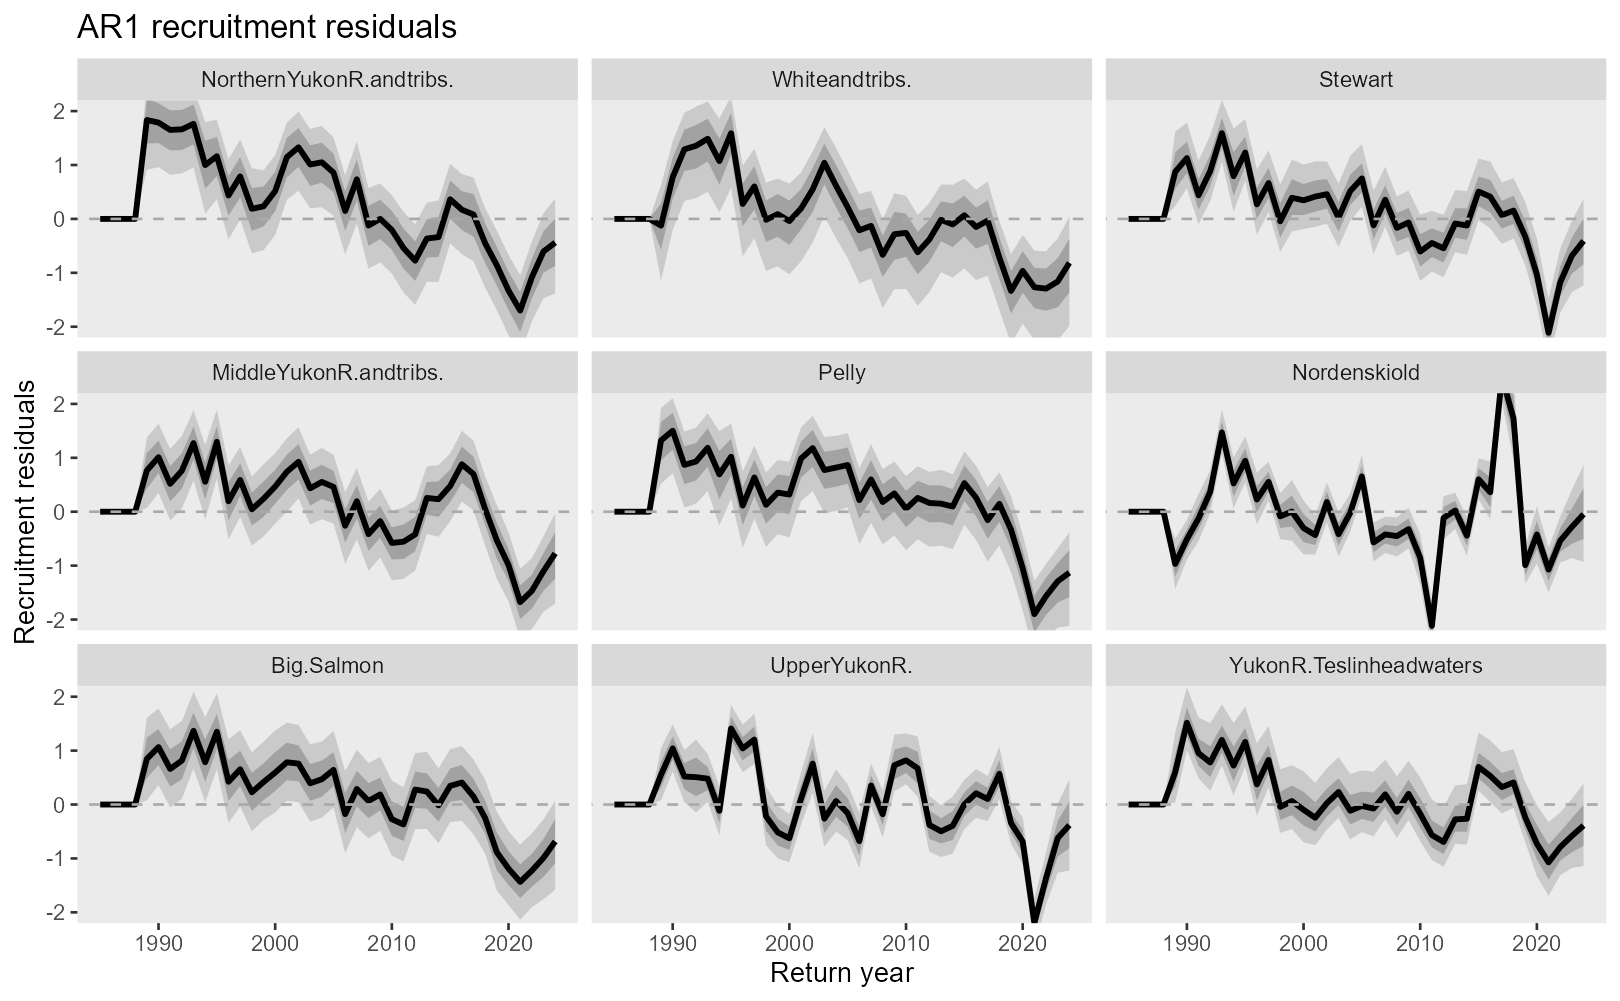 AR1 recruitment residuals
NorthernYukonR.andtribs.
Whiteandtribs.
Stewart
2
1
0
-1
-2
MiddleYukonR.andtribs.
Pelly
Nordenskiold
2
1
0
-1
-2
Recruitment residuals
Big.Salmon
UpperYukonR.
YukonR.Teslinheadwaters
2
1
0
-1
-2
1990 2000 2010 2020 1990 2000 2010 2020 1990 2000 2010 2020
Return year